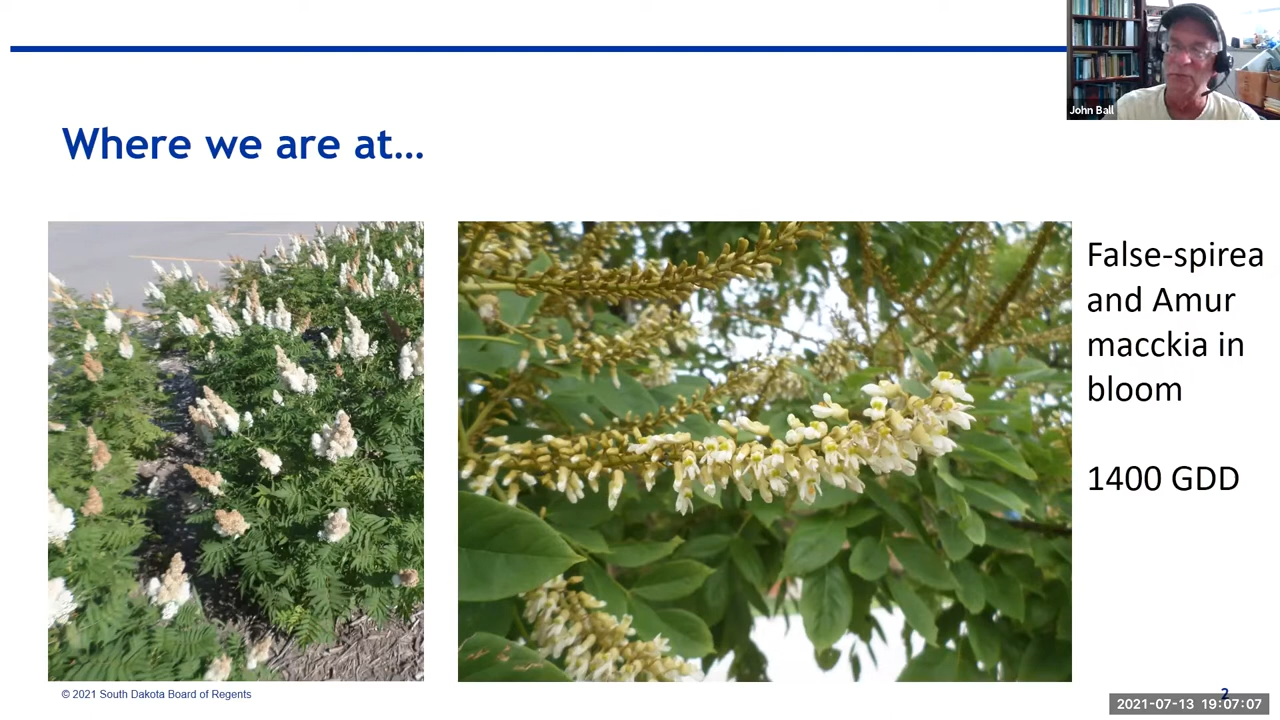 John Ball
Where we are at...
False-spirea
and Amur
macckia in
bloom
1400 GDD
© 2021 South Dakota Board of Regents
2
2021-07-13 19:07:07